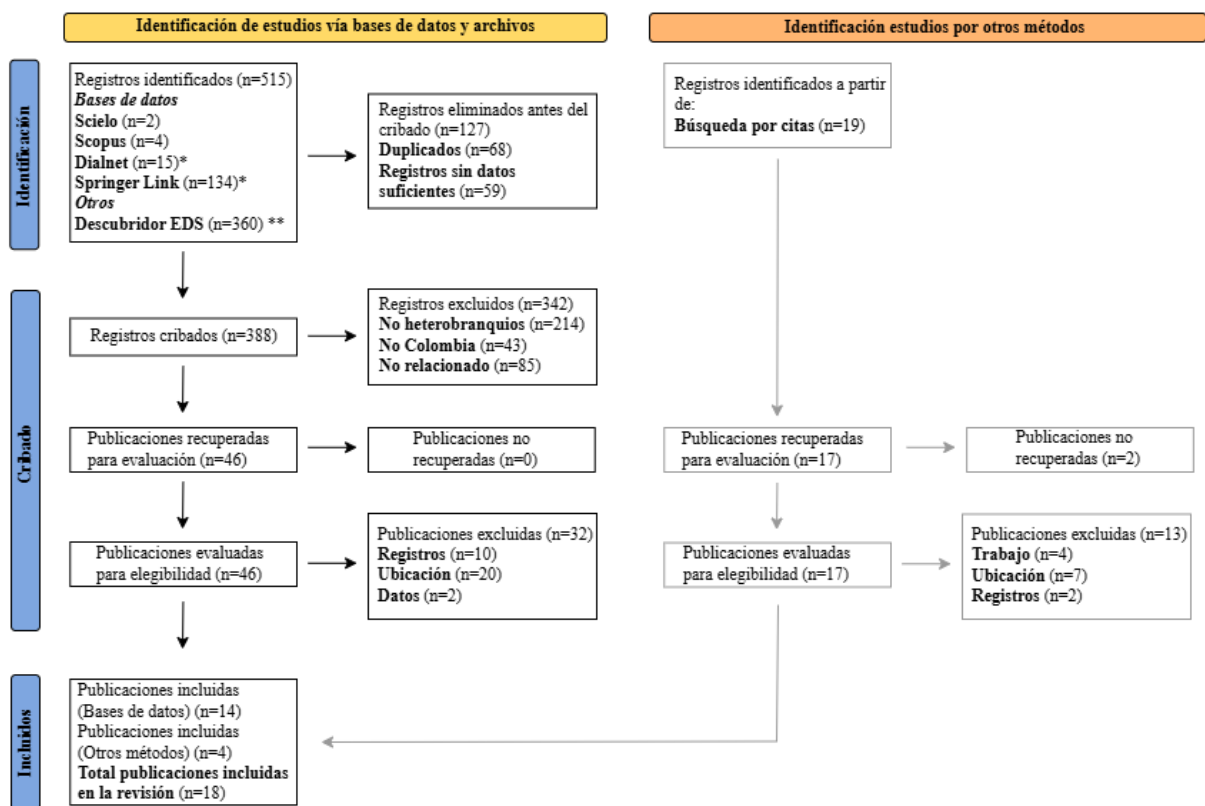 Identificación de estudios vía bases de datos y archivos
Identificación estudios por otros métodos
Identificación
Registros identificados (n=515)
Bases de datos
Scielo (n=2)
Scopus (n=4)
Dialnet (n=15)*
Springer Link (n=134)*
Otros
Descubridor EDS (n=360) **
Registros eliminados antes del
cribado (n=127)
Duplicados (n=68)
Registros sin datos
suficientes (n=59)
Registros identificados a partir
de:
Búsqueda por citas (n=19)
Cribado
Registros cribados (n=388)
Registros excluidos (n=342)
No heterobranquios (n=214)
No Colombia (n=43)
No relacionado (n=85)
Publicaciones recuperadas
para evaluación (n=46)
Publicaciones no
recuperadas (n=0)
Publicaciones recuperadas
para evaluación (n=17)
Publicaciones no
recuperadas (n=2)
Publicaciones evaluadas
para elegibilidad (n=46)
Publicaciones excluidas (n=32)
Registros (n=10)
Ubicación (n=20)
Datos (n=2)
Publicaciones evaluadas
para elegibilidad (n=17)
Publicaciones excluidas (n=13)
Trabajo (n=4)
Ubicación (n=7)
Registros (n=2)
Incluidos
Publicaciones incluidas
(Bases de datos) (n=14)
Publicaciones incluidas
(Otros métodos) (n=4)
Total publicaciones incluidas
en la revisión (n=18)